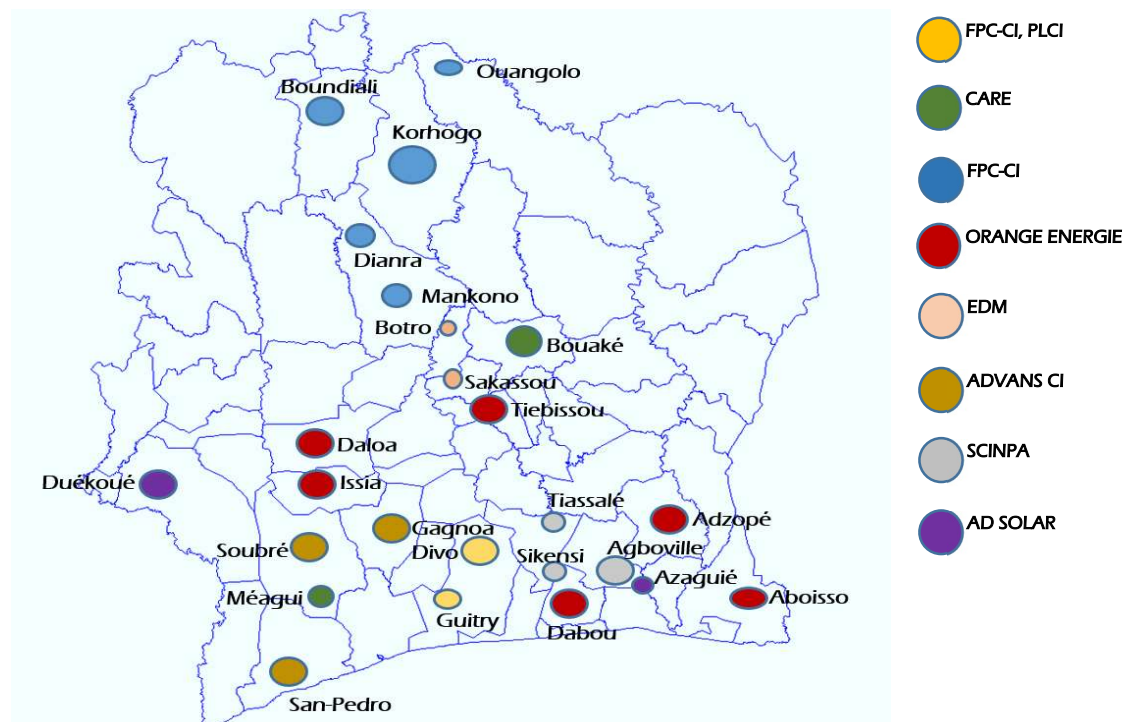 Ouangolo
Boundiali
Korhogo
Dianra
Mankono
Botro
Bouaké
Sakassou
Tiebissou
Daloa
Duékoué
Issia
Tiassalé
Adzopé
Gagnoa
Soubré
Divo
Sikensi
Agboville
Azaguié
Méagui
Guitry
Aboisso
Dabou
San-Pedro
FPC-CI, PLCI
CARE
FPC-CI
ORANGE ENERGIE
EDM
ADVANS CI
SCINPA
AD SOLAR